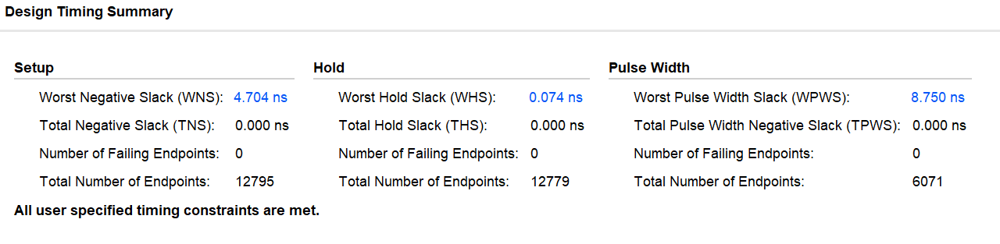 Design Timing Summary
Setup
Hold
Pulse Width
Worst Negative Slack (WNS): 4.704 ns
Worst Hold Slack (WHS): 0.074 ns
Worst Pulse Width Slack (WPWS): 8.750 ns
Total Negative Slack (TNS): 0.000 ns
Total Hold Slack (THS): 0.000 ns
Total Pulse Width Negative Slack (TPWS): 0.000 ns
Number of Failing Endpoints: 0
Number of Failing Endpoints: 0
Number of Failing Endpoints: 0
Total Number of Endpoints: 12795
Total Number of Endpoints: 12779
Total Number of Endpoints: 6071
All user specified timing constraints are met.